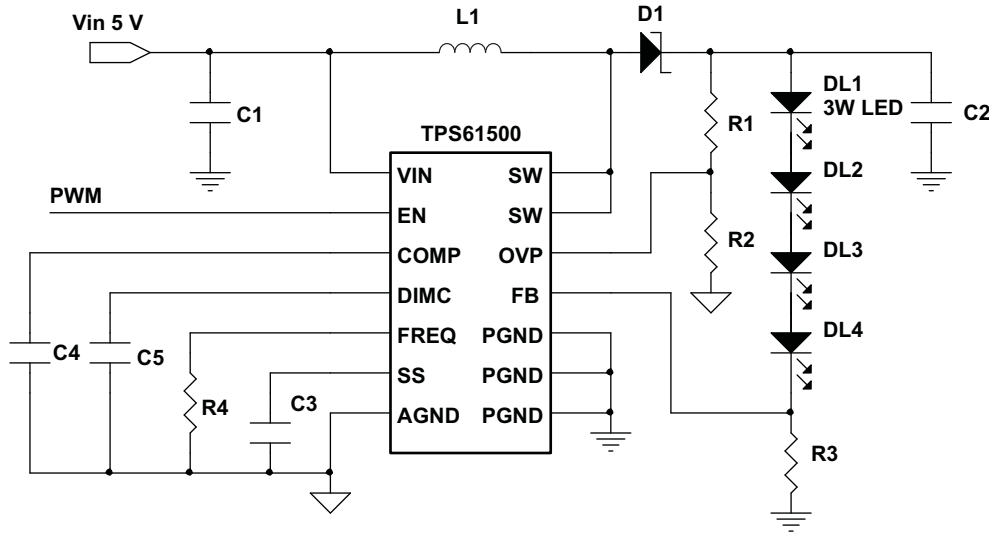 Vin 5 V
L1
D1
C1
R1
DL1
3W LED
C2
TPS61500
VIN
SW
DL2
PWM
EN
SW
R2
COMP
OVP
DL3
DIMC
FB
C4
C5
FREQ
PGND
DL4
R4
C3
SS
PGND
AGND
PGND
R3